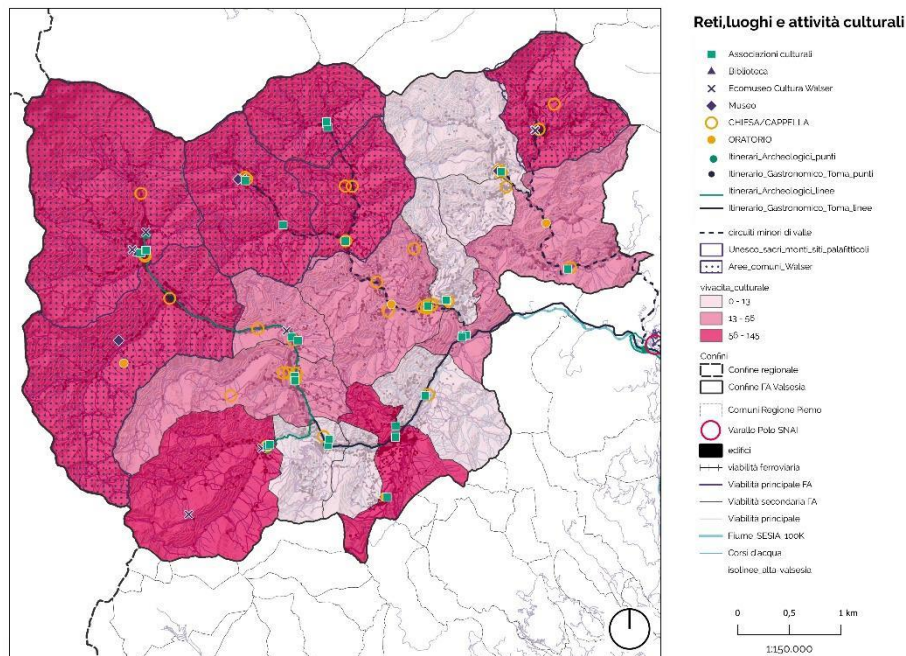 Reti,luoghi e attività culturali
Associazioni culturali
Biblioteca
Ecomuseo Cultura Walser
Museo
CHIESA/CAPPELLA
ORATORIO
Itinerari_Archeologici_punti
Itinerario_Gastronomico_Toma_punti
Itinerari_Archeologici_linee
Itinerario_Gastronomico_Toma_linee
circuiti minori di valle
Unesco_sacri_monti_siti_palafitticoli
Aree_comuni_Walser
vivacita_culturale
0 - 13
13 - 56
56 - 145
Confini
Confine regionale
Confine FA Valsesia
Comuni Regione Piemo
Varallo Polo SNAI
edifici
viabilità ferroviaria
Viabilità principale FA
Viabilità secondaria FA
Viabilità principale
Fiume_SESIA_100K
Corsi d'acqua
isolinee_alta-valsesia
0 0,5 1 km
1:150.000